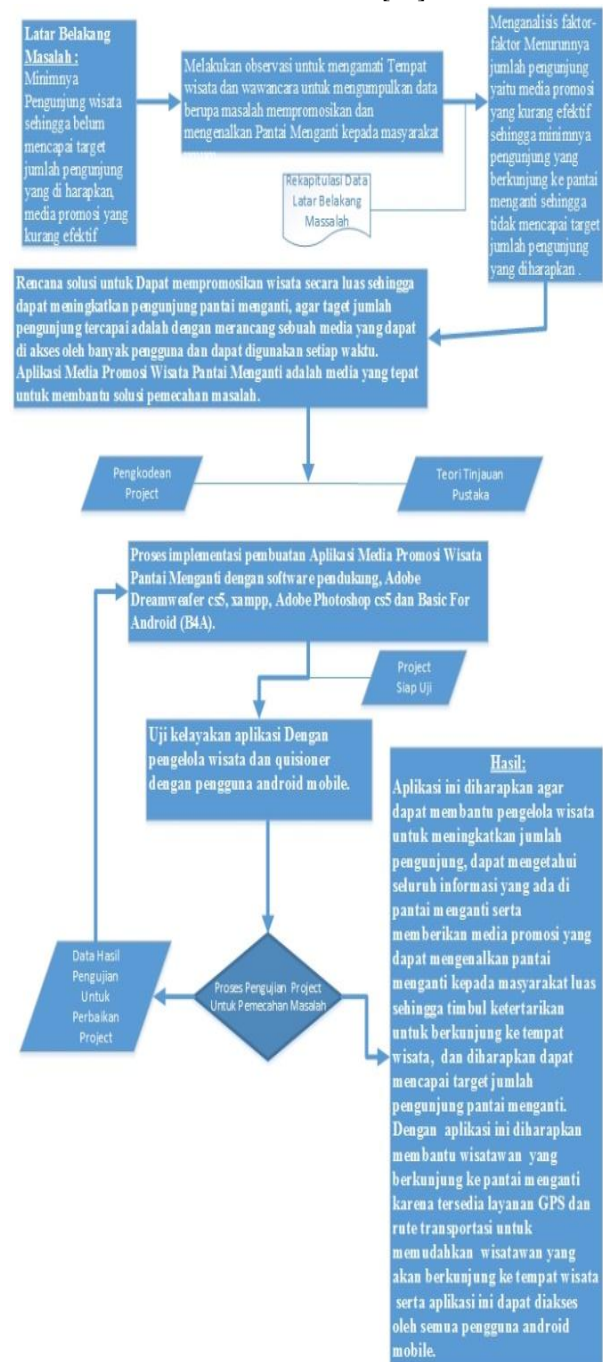 Latar Belakang
Masalah :
Minimnya
Pengunjung wisata
sehingga belum
mencapai target
jumlah pengunjung
yang di harapkan,
media promosi yang
kurang efektif
Melakukan observasi untuk mengamati Tempat
wisata dan wawancara untuk mengumpulkan data
berupa masalah mempromosikan dan
mengenalkan Pantai Menganti kepada masyarakat
Rekapitulasi Data
Latar Belakang
Massalah
Menganalisis faktor-
faktor Menurunnya
jumlah pengunjung
yaitu media promosi
yang kurang efektif
sehingga minimnya
pengunjung yang
berkunjung ke pantai
menganti sehingga
tidak mencapai target
jumlah pengunjung
yang diharapkan .
Rencana solusi untuk Dapat mempromosikan wisata secara luas sehingga
dapat meningkatkan pengunjung pantai menganti, agar taget jumlah
pengunjung tercapai adalah dengan merancang sebuah media yang dapat
di akses oleh banyak pengguna dan dapat digunakan setiap waktu.
Aplikasi Media Promosi Wisata Pantai Menganti adalah media yang tepat
untuk membantu solusi pemecahan masalah.
Pengkodean
Project
Teori Tinjauan
Pustaka
Proses implementasi pembuatan Aplikasi Media Promosi Wisata
Pantai Menganti dengan software pendukung, Adobe
Dreamweafer cs5, xampp, Adobe Photoshop cs5 dan Basic For
Android (B4A).
Project
Siap Uji
Uji kelayakan aplikasi Dengan
pengelola wisata dan quisioner
dengan pengguna android mobile.
Proses Pengujian Project
Untuk Pemecahan Masalah
Data Hasil
Pengujian
Untuk
Perbaikan
Project
Hasil:
Aplikasi ini diharapkan agar
dapat membantu pengelola wisata
untuk meningkatkan jumlah
pengunjung, dapat mengetahui
seluruh informasi yang ada di
pantai menganti serta
memberikan media promosi yang
dapat mengenalkan pantai
menganti kepada masyarakat luas
sehingga timbul ketertarikan
untuk berkunjung ke tempat
wisata, dan diharapkan dapat
mencapai target jumlah
pengunjung pantai menganti.
Dengan aplikasi ini diharapkan
membantu wisatawan yang
berkunjung ke pantai menganti
karena tersedia layanan GPS dan
rute transportasi untuk
memudahkan wisatawan yang
akan berkunjung ke tempat wisata
serta aplikasi ini dapat diakses
oleh semua pengguna android
mobile.